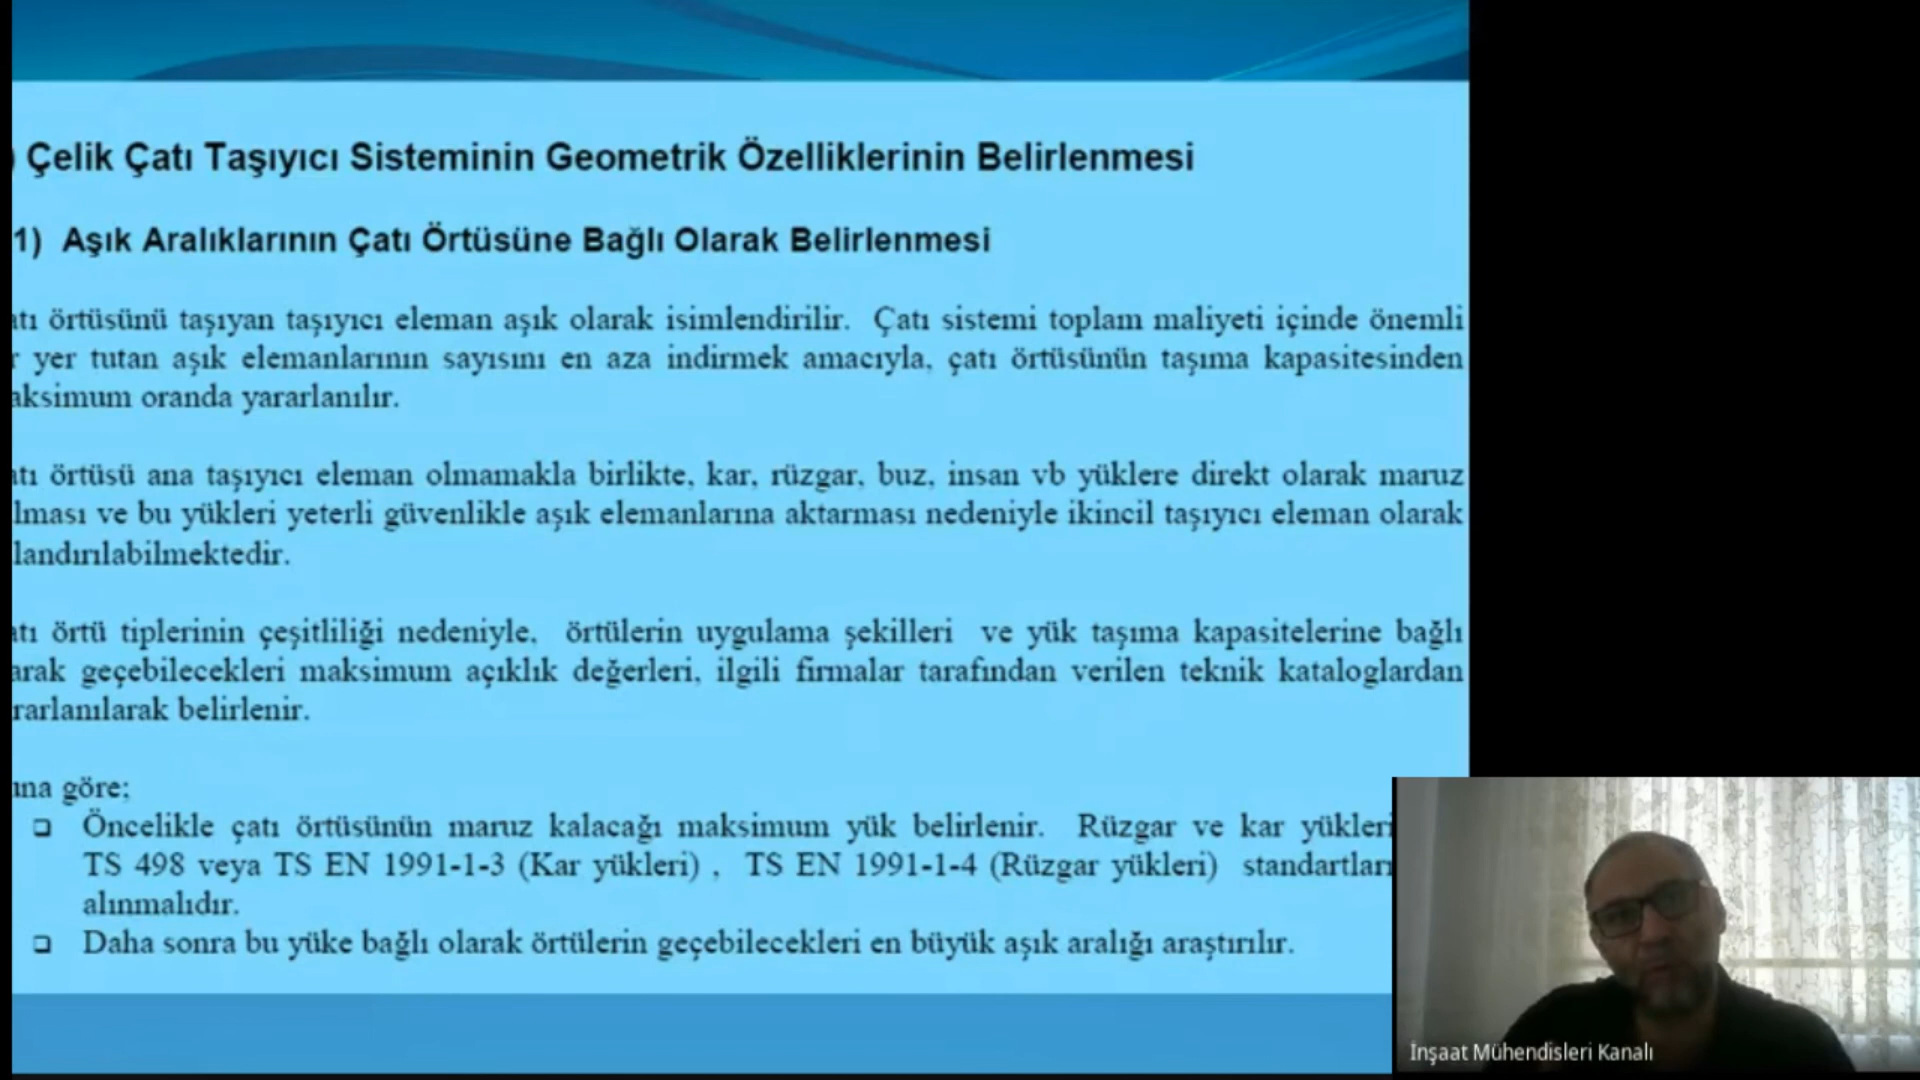 ) Çelik Çatı Taşıyıcı Sisteminin Geometrik Özelliklerinin Belirlenmesi
1) Aşık Aralıklarının Çatı Örtüsüne Bağlı Olarak Belirlenmesi
atı örtüsünü taşıyan taşıyıcı eleman aşık olarak isimlendirilir. Çatı sistemi toplam maliyeti içinde önemli
r yer tutan aşık elemanlarının sayısını en aza indirmek amacıyla, çatı örtüsünün taşıma kapasitesinden
aksimum oranda yararlanılır.
atı örtüsü ana taşıyıcı eleman olmamakla birlikte, kar, rüzgar, buz, insan vb yüklere direkt olarak maruz
lması ve bu yükleri yeterli güvenlikle aşık elemanlarına aktarması nedeniyle ikincil taşıyıcı eleman olarak
landırılabilmektedir.
atı örtü tiplerinin çeşitliliği nedeniyle, örtülerin uygulama şekilleri ve yük taşıma kapasitelerine bağlı
arak geçebilecekleri maksimum açıklık değerleri, ilgili firmalar tarafından verilen teknik kataloglardan
rarlanılarak belirlenir.
una göre;
❑ Öncelikle çatı örtüsünün maruz kalacağı maksimum yük belirlenir. Rüzgar ve kar yükleri
TS 498 veya TS EN 1991-1-3 (Kar yükleri) , TS EN 1991-1-4 (Rüzgar yükleri) standartları
alınmalıdır.
❑ Daha sonra bu yüke bağlı olarak örtülerin geçebilecekleri en büyük aşık aralığı araştırılır.
İnşaat Mühendisleri Kanalı